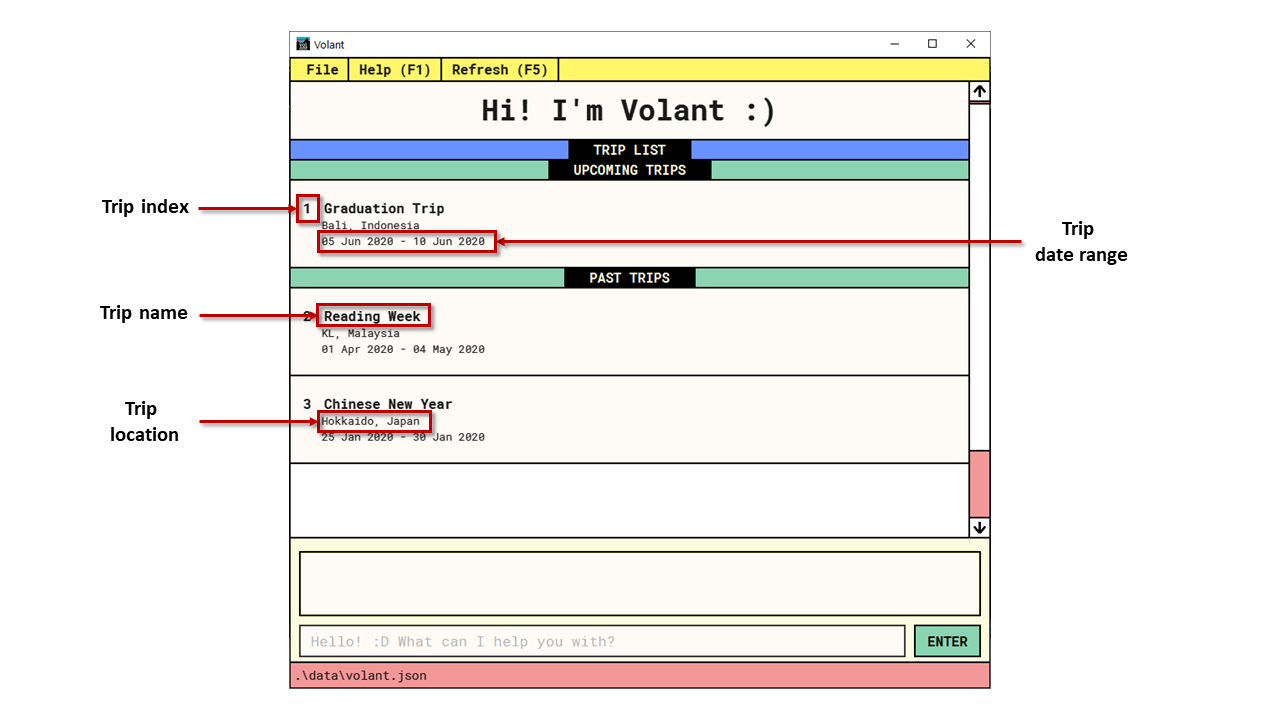 Volant
File Help (F1) Refresh (F5)
Hi! I'm Volant :)
TRIP LIST
UPCOMING TRIPS
Trip index
1 Graduation Trip
Bali, Indonesia
05 Jun 2020 - 10 Jun 2020
Trip
date range
PAST TRIPS
Trip name
2 Reading Week
KL, Malaysia
01 Apr 2020 - 04 May 2020
Trip
location
3 Chinese New Year
Hokkaido, Japan
25 Jan 2020 - 30 Jan 2020
Hello! :D What can I help you with?
ENTER
.\data\volant.json